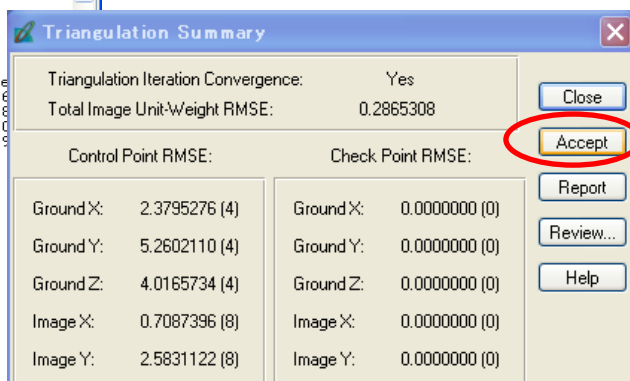 Triangulation Summary
Triangulation Iteration Convergence: Yes
Total Image Unit-Weight RMSE: 0.2865308
Close
Accept
Report
Review...
Help
Control Point RMSE:
Ground X: 2.3795276 (4)
Ground Y: 5.2602110 (4)
Ground Z: 4.0165734 (4)
Image X: 0.7087396 (8)
Image Y: 2.5831122 (8)
Check Point RMSE:
Ground X: 0.0000000 (0)
Ground Y: 0.0000000 (0)
Ground Z: 0.0000000 (0)
Image X: 0.0000000 (0)
Image Y: 0.0000000 (0)